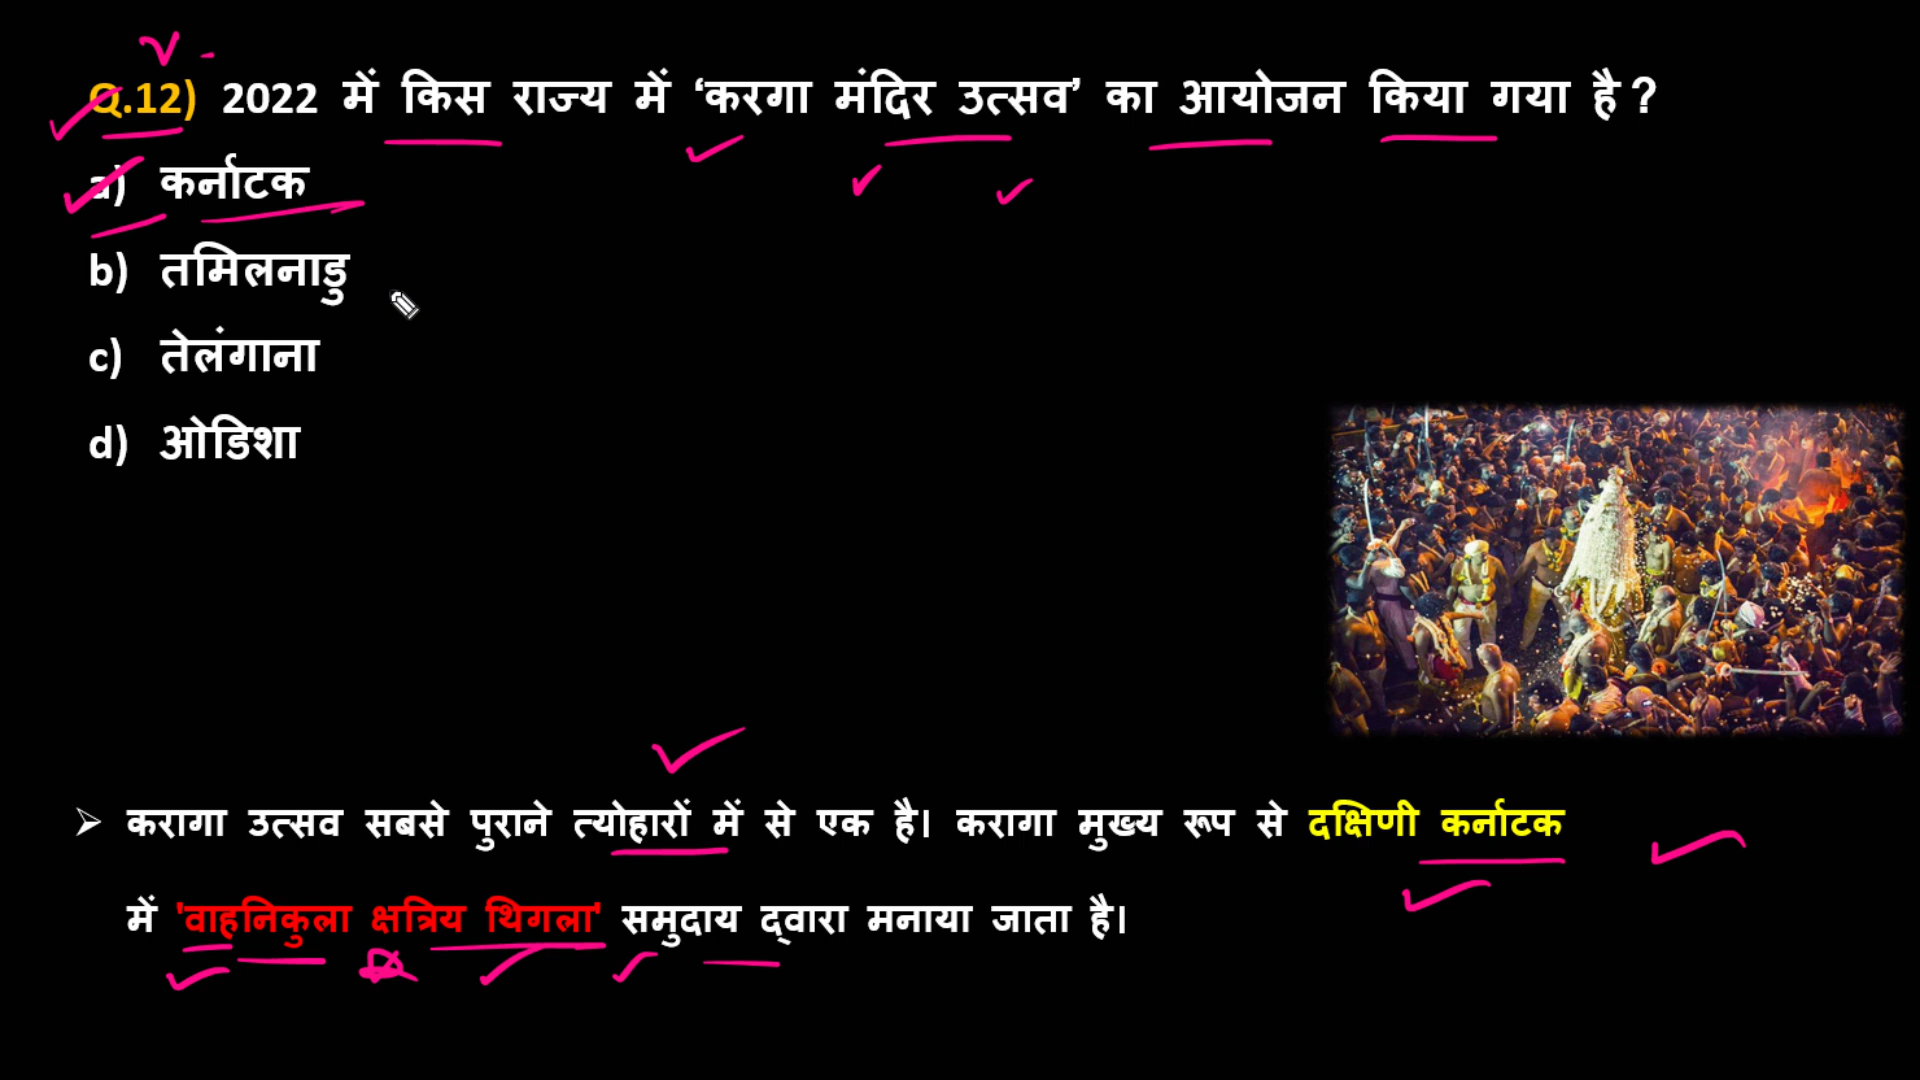 Q.12) 2022 में किस राज्य में ‘करगा मंदिर उत्सव’ का आयोजन किया गया है ?
a) कर्नाटक
b) तमिलनाडु
c) तेलंगाना
d) ओडिशा
➢ करागा उत्सव सबसे पुराने त्योहारों में से एक है। करागा मुख्य रूप से दक्षिणी कर्नाटक
में 'वाहनिकुला क्षत्रिय थिगला' समुदाय द्वारा मनाया जाता है।